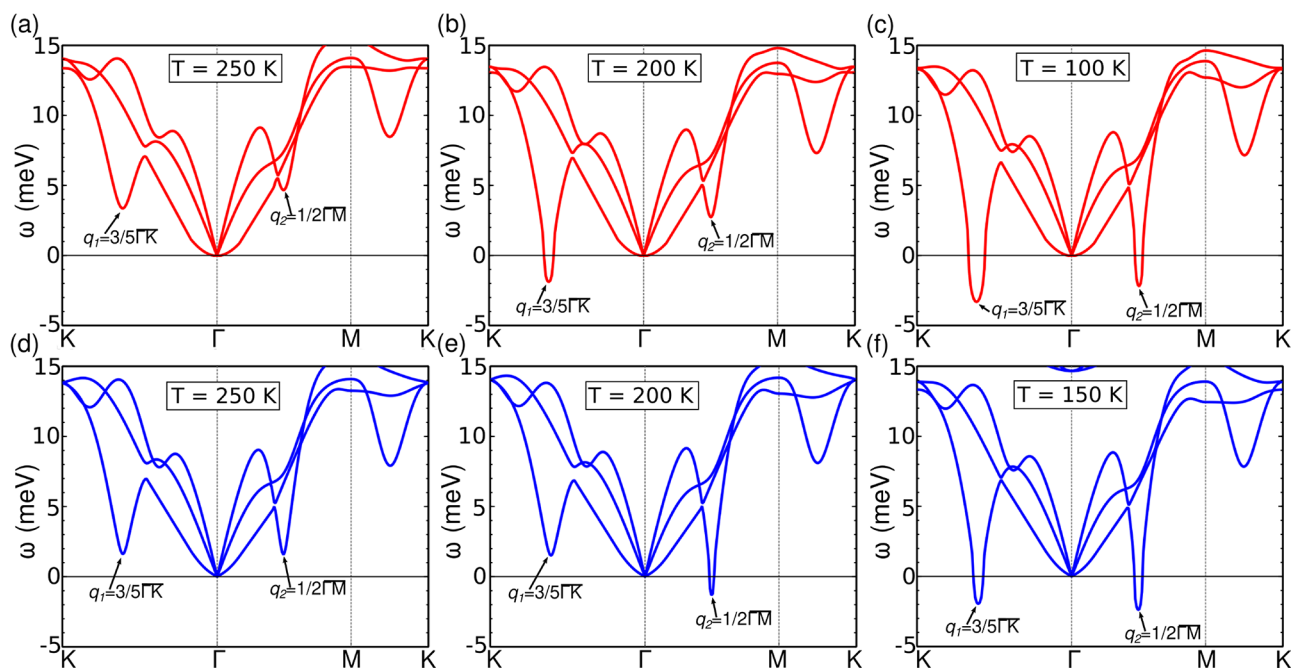 (a)
T = 250 K
15
10
5
0
-5
ω (meV)
q₁=3/5ΓK
q₂=1/2ΓM
K Γ M K
(b)
T = 200 K
15
10
5
0
-5
ω (meV)
q₁=3/5ΓK
q₂=1/2ΓM
K Γ M K
(c)
T = 100 K
15
10
5
0
-5
ω (meV)
q₁=3/5ΓK
q₂=1/2ΓM
K Γ M K
(d)
T = 250 K
15
10
5
0
-5
ω (meV)
q₁=3/5ΓK
q₂=1/2ΓM
K Γ M K
(e)
T = 200 K
15
10
5
0
-5
ω (meV)
q₁=3/5ΓK
q₂=1/2ΓM
K Γ M K
(f)
T = 150 K
15
10
5
0
-5
ω (meV)
q₁=3/5ΓK
q₂=1/2ΓM
K Γ M K